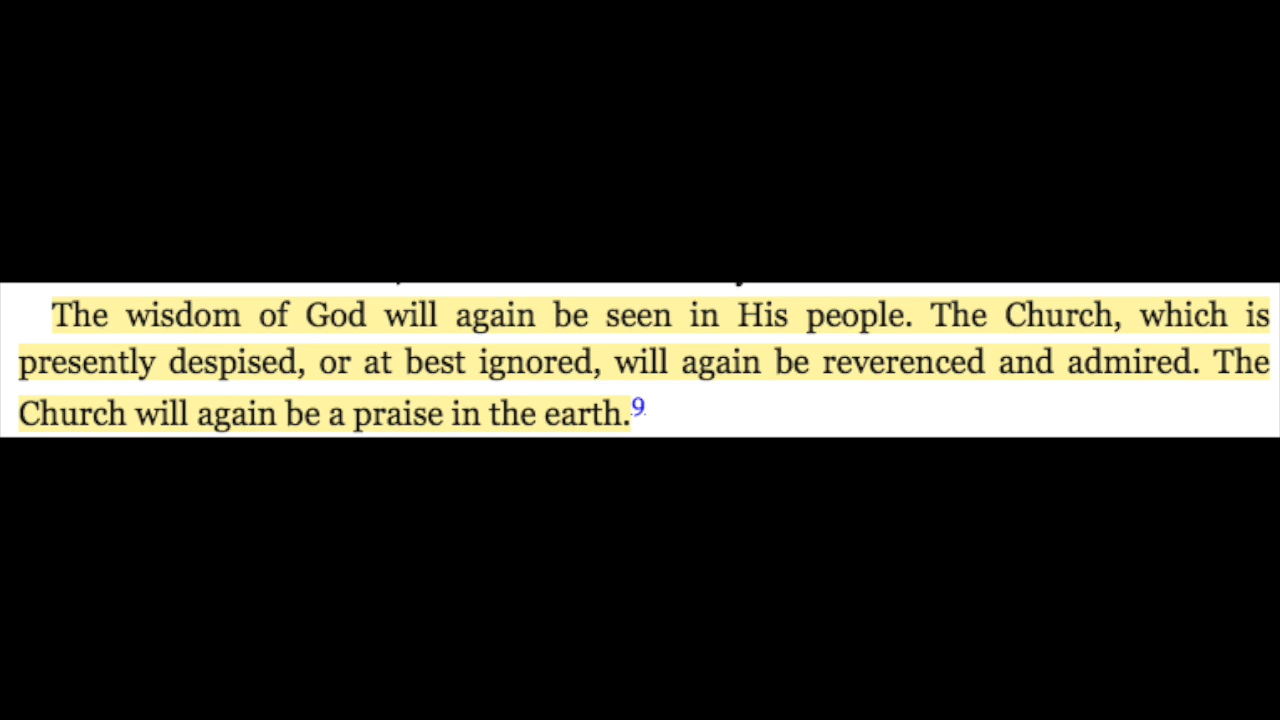 The wisdom of God will again be seen in His people. The Church, which is
presently despised, or at best ignored, will again be reverenced and admired. The
Church will again be a praise in the earth.9